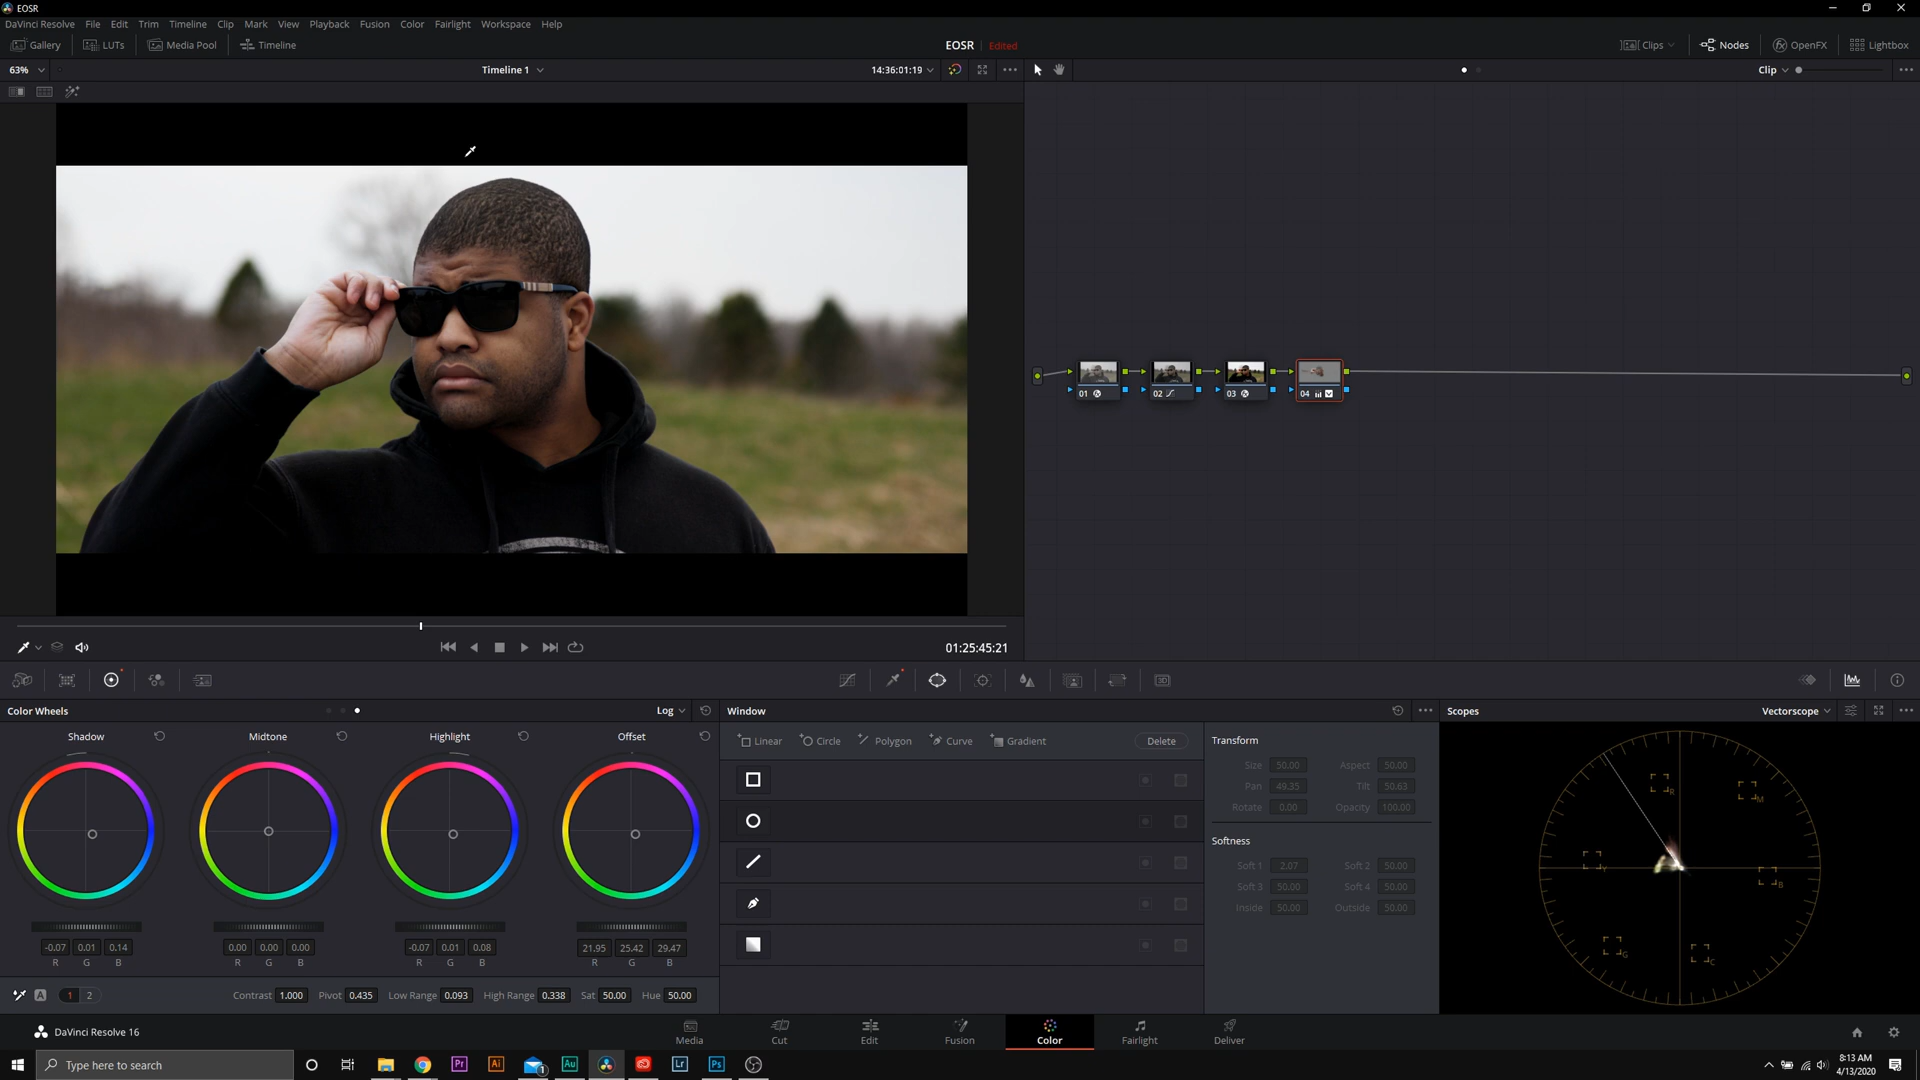 EOSR
DaVinci Resolve File Edit Trim Timeline Clip Mark View Playback Fusion Color Fairlight Workspace Help
Gallery LUTs Media Pool Timeline EOSR Edited Clips Nodes OpenFX Lightbox
63% Timeline 1 14:36:01:19 Clip
01 02 03 04
01:25:45:21
Color Wheels Log Window Scopes Vectorscope
Shadow Midtone Highlight Offset
Linear Circle Polygon Curve Gradient Delete
Transform
Size 50.00 Aspect 50.00
Pan 49.35 Tilt 50.63
Rotate 0.00 Opacity 100.00
Softness
Soft 1 2.07 Soft 2 50.00
Soft 3 50.00 Soft 4 50.00
Inside 50.00 Outside 50.00
R M Y B G C
-0.07 0.01 0.14 0.00 0.00 0.00 -0.07 0.01 0.08 21.95 25.42 29.47
R G B R G B R G B R G B
A 1 2 Contrast 1.000 Pivot 0.435 Low Range 0.093 High Range 0.338 Sat 50.00 Hue 50.00
DaVinci Resolve 16 Media Cut Edit Fusion Color Fairlight Deliver
Type here to search Pr Ai 1 Au Lr Ps 8:13 AM
4/13/2020